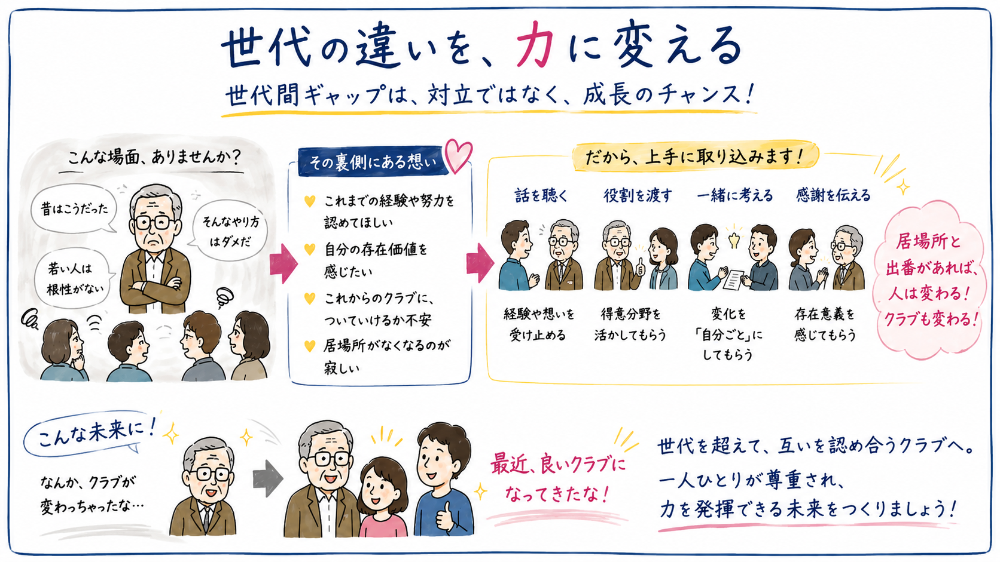 世代の違いを、力に変える
世代間ギャップは、対立ではなく、成長のチャンス！
こんな場面、ありませんか？
昔はこうだった
そんなやり方
はダメだ
若い人は
根性がない
その裏側にある想い
これまでの経験や努力を
認めてほしい
自分の存在価値を
感じたい
これからのクラブに、
ついていけるか不安
居場所がなくなるのが
寂しい
だから、上手に取り込みます！
話を聴く
経験や想いを
受け止める
役割を渡す
得意分野を
活かしてもらう
一緒に考える
変化を
「自分ごと」に
してもらう
感謝を伝える
存在意義を
感じてもらう
居場所と
出番があれば、
人は変わる！
クラブも変わる！
こんな未来に！
なんか、クラブが
変わっちゃったな…
最近、良いクラブに
なってきたな！
世代を超えて、互いを認め合うクラブへ。
一人ひとりが尊重され、
力を発揮できる未来をつくりましょう！